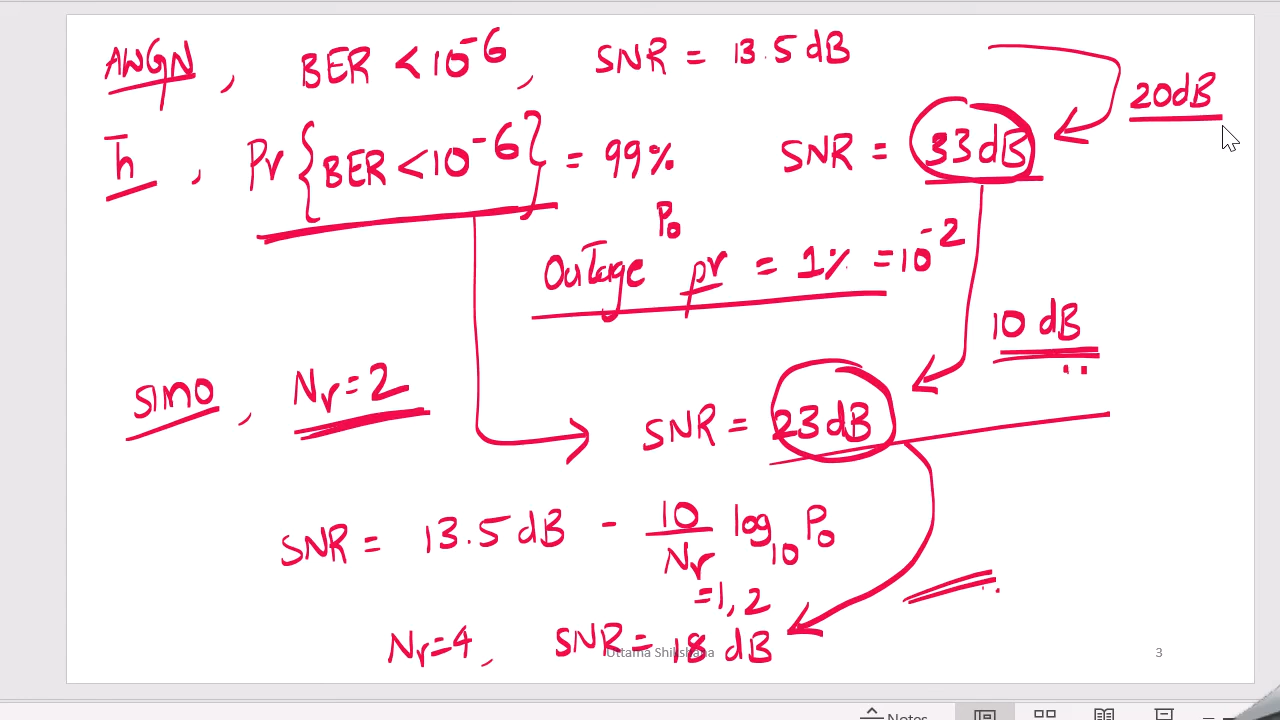 AWGN, BER < 10^-6, SNR = 13.5 dB
20dB
h, Pr{BER < 10^-6} = 99% SNR = 33dB
P₀
Outage pr = 1% = 10^-2
10 dB
SIMO, Nr = 2
SNR = 23dB
SNR = 13.5 dB - 10/Nr log₁₀ P₀
= 1, 2
Nr=4, SNR = 18 dB
Uttama Shikshana
3
Notes